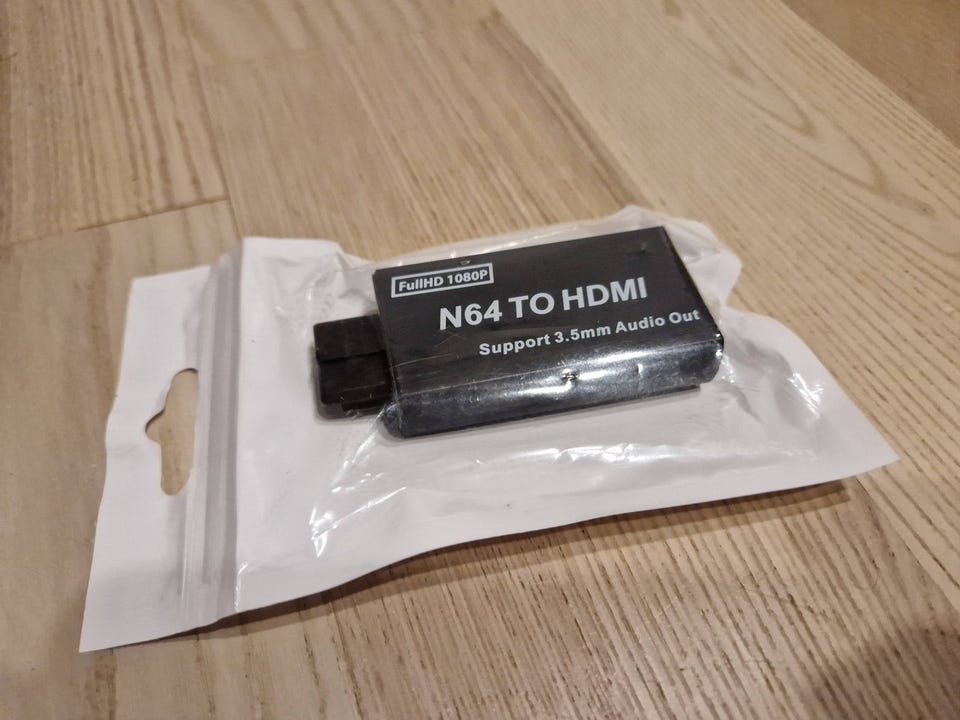 FullHD 1080P
N64 TO HDMI
Support 3.5mm Audio Out